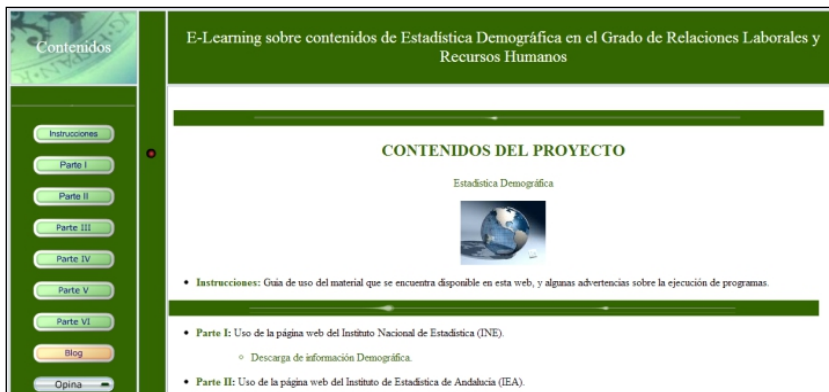 Contenidos
E-Learning sobre contenidos de Estadística Demográfica en el Grado de Relaciones Laborales y
Recursos Humanos
Instrucciones
Parte I
Parte II
Parte III
Parte IV
Parte V
Parte VI
Blog
Opina
CONTENIDOS DEL PROYECTO
Estadística Demográfica
• Instrucciones: Guia de uso del material que se encuentra disponible en esta web, y algunas advertencias sobre la ejecución de programas.
• Parte I: Uso de la página web del Instituto Nacional de Estadística (INE).
○ Descarga de información Demográfica.
• Parte II: Uso de la página web del Instituto de Estadística de Andalucía (IEA).